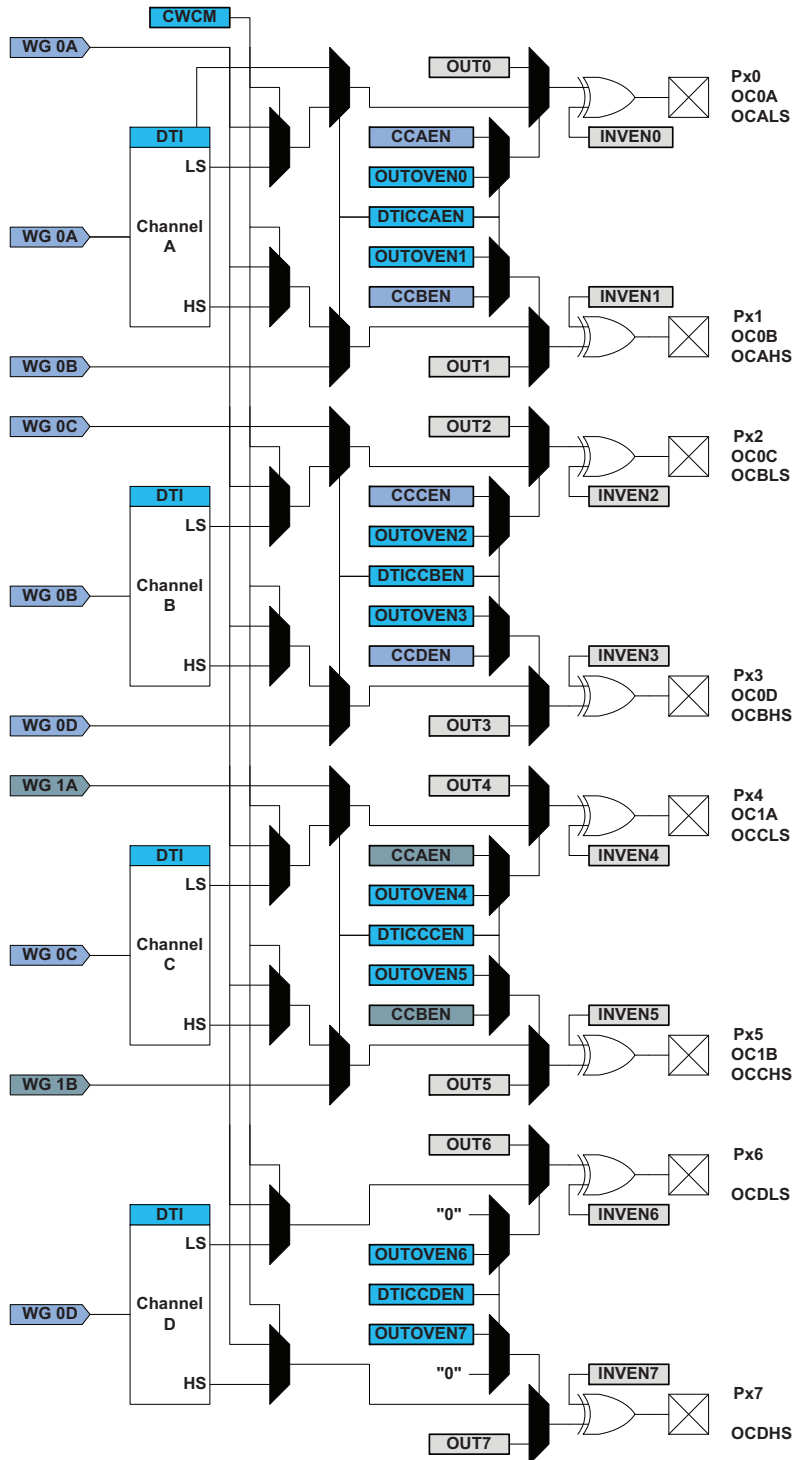 CWCM
WG 0A
OUT0
Px0
OC0A
OCALS
DTI
CCAEN
INVEN0
LS
OUTOVEN0
WG 0A
Channel
A
DTICCAEN
OUTOVEN1
HS
CCBEN
INVEN1
Px1
OC0B
OCAHS
WG 0B
OUT1
WG 0C
OUT2
Px2
OC0C
OCBLS
DTI
CCCEN
INVEN2
LS
OUTOVEN2
WG 0B
Channel
B
DTICCBEN
OUTOVEN3
HS
CCDEN
INVEN3
Px3
OC0D
OCBHS
WG 0D
OUT3
WG 1A
OUT4
Px4
OC1A
OCCLS
DTI
CCAEN
INVEN4
LS
OUTOVEN4
WG 0C
Channel
C
DTICCCEN
OUTOVEN5
HS
CCBEN
INVEN5
Px5
OC1B
OCCHS
WG 1B
OUT5
OUT6
Px6
OCDLS
DTI
"0"
INVEN6
LS
OUTOVEN6
WG 0D
Channel
D
DTICCDEN
OUTOVEN7
HS
"0"
INVEN7
Px7
OCDHS
OUT7